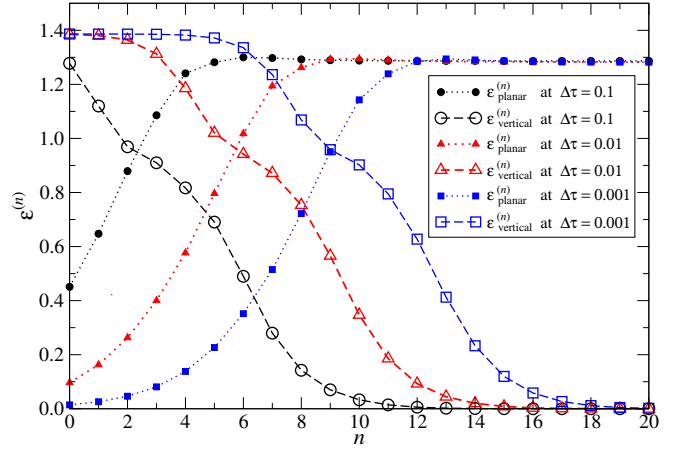 1.4
1.2
1.0
0.8
0.6
0.4
0.2
0.0
ε^(n)
ε^(n)_planar at Δτ = 0.1
ε^(n)_vertical at Δτ = 0.1
ε^(n)_planar at Δτ = 0.01
ε^(n)_vertical at Δτ = 0.01
ε^(n)_planar at Δτ = 0.001
ε^(n)_vertical at Δτ = 0.001
0 2 4 6 8 10 12 14 16 18 20
n